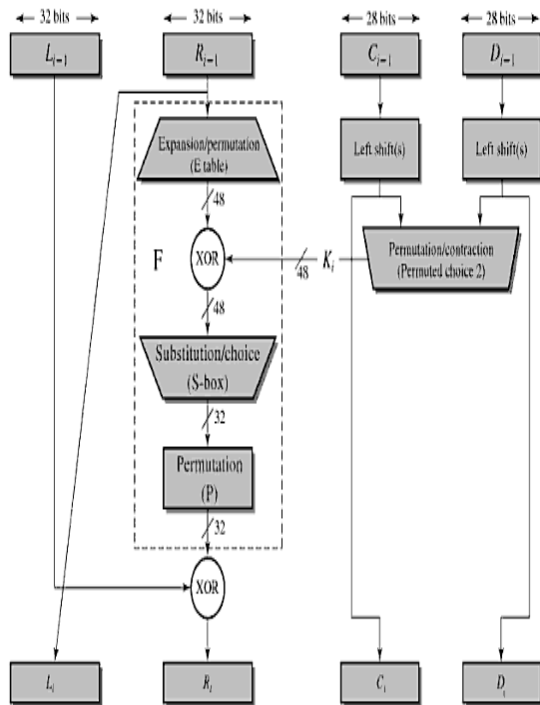 32 bits 32 bits 28 bits 28 bits
L_{i-1} R_{i-1} C_{i-1} D_{i-1}
Expansion/permutation
(E table)
Left shift(s) Left shift(s)
48
F XOR 48 K_i
Permutation/contraction
(Permuted choice 2)
48
Substitution/choice
(S-box)
32
Permutation
(P)
32
XOR
L_i R_i C_i D_i